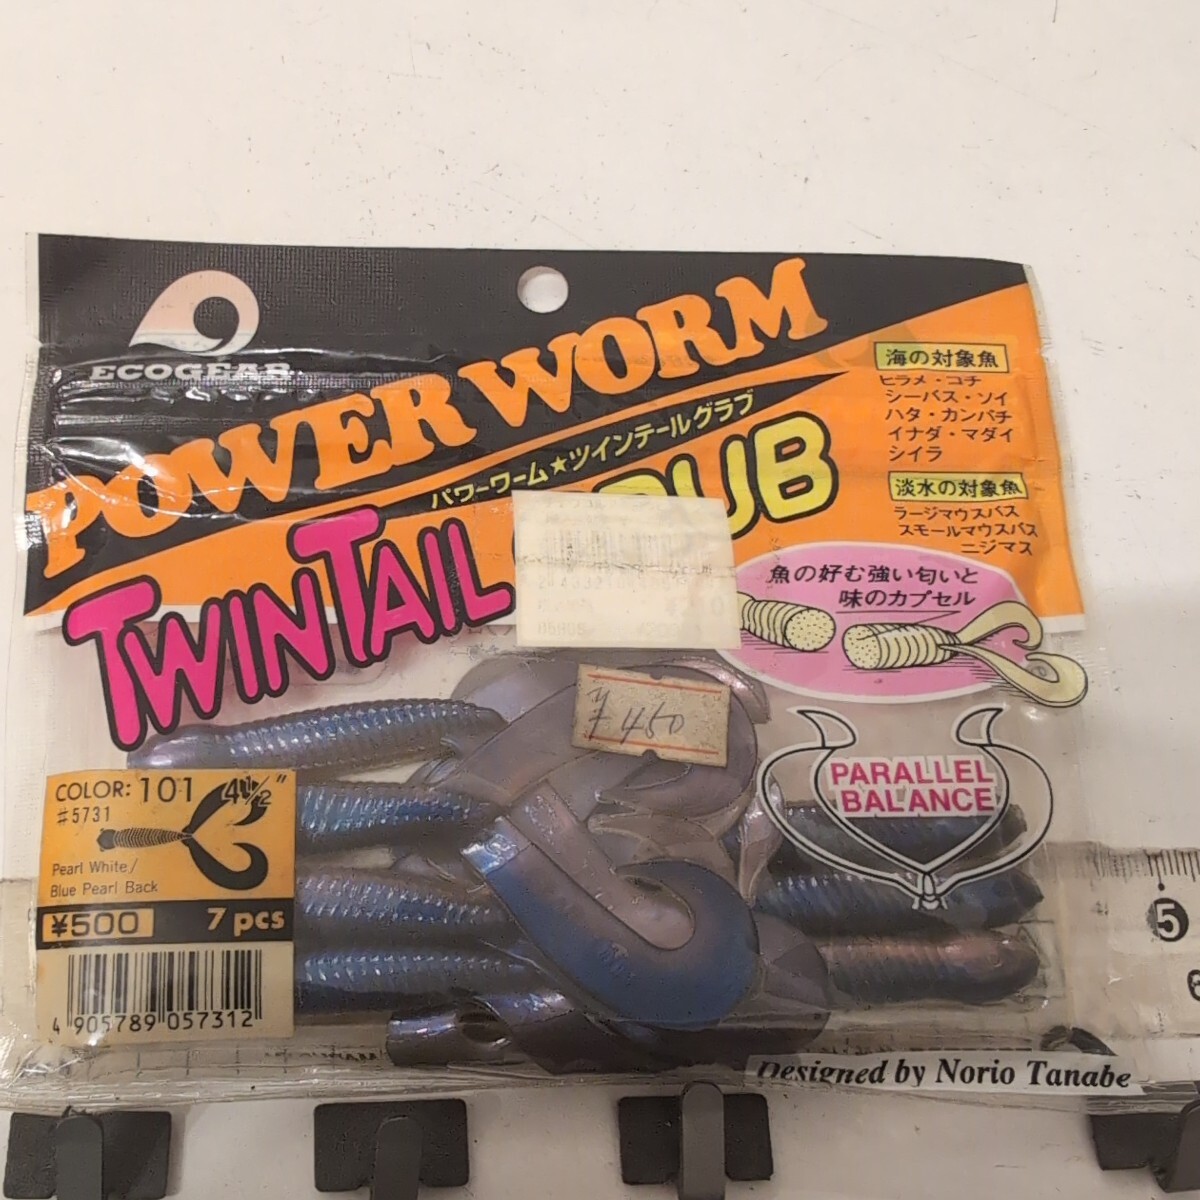 ECOGEAR
POWER WORM
パワーワーム★ツインテールグラブ
TWIN TAIL
海の対象魚
ヒラメ・コチ
シーバス・ソイ
ハタ・カンパチ
イナダ・マダイ
シイラ
淡水の対象魚
ラージマウスバス
スモールマウスバス
ニジマス
魚の好む強い匂いと
味のカプセル
¥450
PARALLEL
BALANCE
COLOR: 101 4½"
#5731
Pearl White/
Blue Pearl Back
¥500 7 pcs
4 905789 057312
5
6
Designed by Norio Tanabe